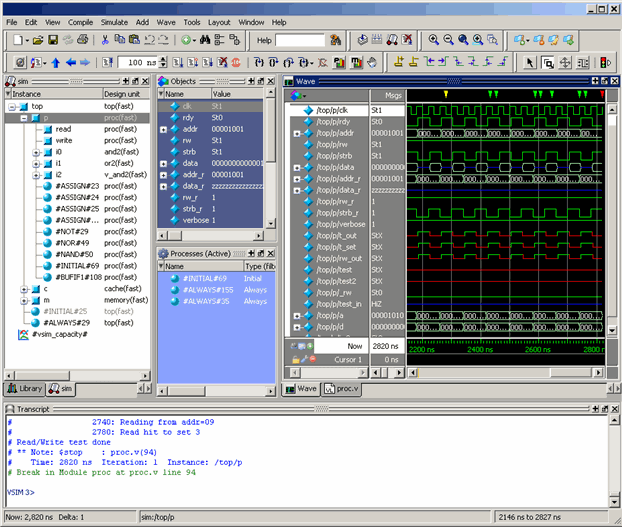 File Edit View Compile Simulate Add Wave Tools Layout Window Help
Help
100 ns
sim
Instance Design unit
top top(fast)
p proc(fast)
read proc(fast)
write proc(fast)
i0 and2(fast)
i1 or2(fast)
i2 v_and2(fast)
#ASSIGN#23 proc(fast)
#ASSIGN#24 proc(fast)
#ASSIGN#25 proc(fast)
#ASSIGN#... proc(fast)
#NOT#29 proc(fast)
#NOR#49 proc(fast)
#NAND#50 proc(fast)
#INITIAL#69 proc(fast)
#BUFIF1#108 proc(fast)
c cache(fast)
m memory(fast)
#INITIAL#25 top(fast)
#ALWAYS#29 top(fast)
#vsim_capacity#
Library sim
Objects
Name Value
clk St1
rdy St0
addr 00001001
rw St1
strb St1
data 0000000000001
addr_r 00001001
data_r zzzzzzzzzzzzz
rw_r 1
strb_r 1
verbose 1
Processes (Active)
Name Type (filte
#INITIAL#69 Initial
#ALWAYS#155 Always
#ALWAYS#35 Always
Wave
Msgs
/top/p/clk St1
/top/p/rdy St0
/top/p/addr 00001001
/top/p/rw St1
/top/p/strb St1
/top/p/data 00000000
/top/p/addr_r 00001001
/top/p/data_r zzzzzzzz
/top/p/rw_r 1
/top/p/strb_r 1
/top/p/verbose 1
/top/p/t_out StX
/top/p/t_set StX
/top/p/rw_out StX
/top/p/test StX
/top/p/test2 StX
/top/p/_rw St0
/top/p/test_in HiZ
/top/p/a 00001010
/top/p/d 00000000
Now 2820 ns
Cursor 1 0 ns
2200 ns 2400 ns 2600 ns 2800 n
Wave proc.v
Transcript
# 2740: Reading from addr=09
# 2780: Read hit to set 3
# Read/Write test done
# ** Note: $stop : proc.v(94)
# Time: 2820 ns Iteration: 1 Instance: /top/p
# Break in Module proc at proc.v line 94
VSIM 3>
Now: 2,820 ns Delta: 1 sim:/top/p 2146 ns to 2827 ns